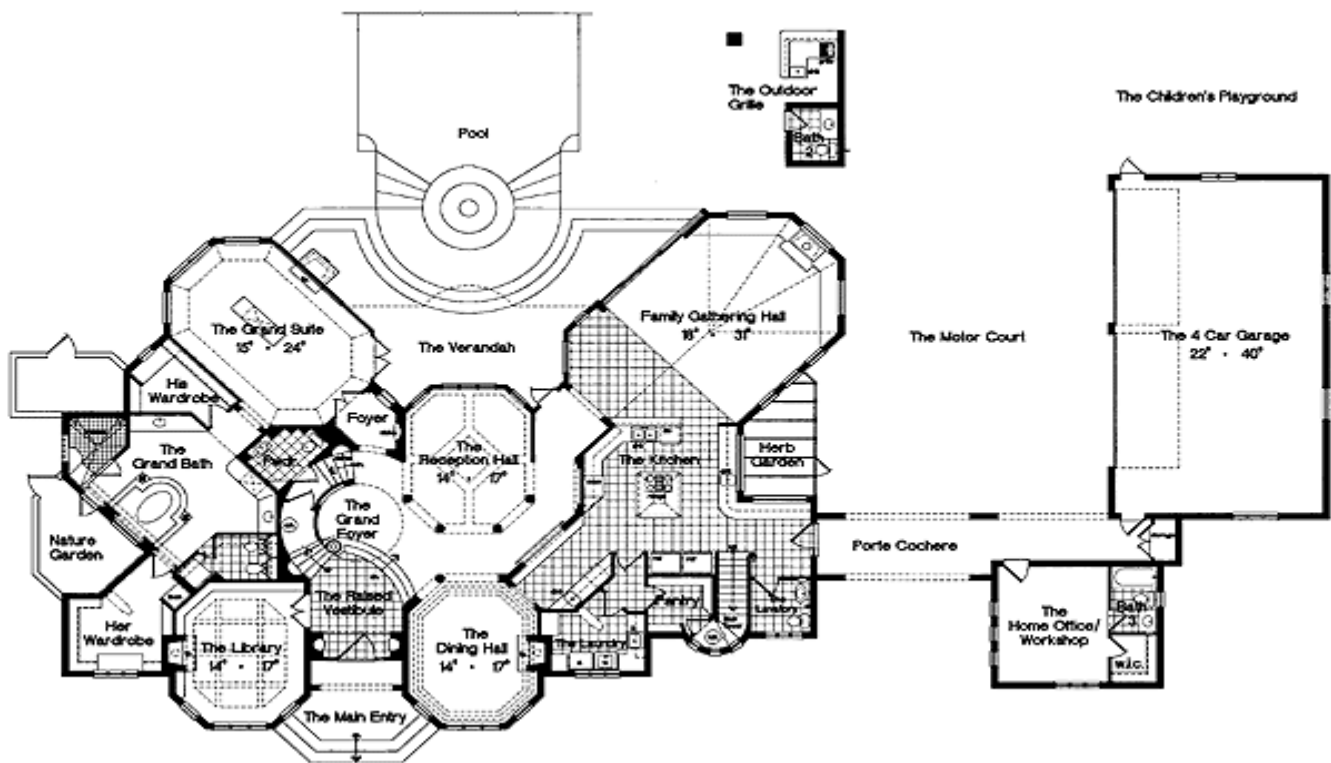 The Outdoor
Grille
Bath
2
The Children's Playground
Pool
The Grand Suite
15° · 24°
The Verandah
Family Gathering Hall
18° · 31°
The Motor Court
The 4 Car Garage
22° · 40°
His
Wardrobe
Foyer
The
Grand Bath
Pwdr.
The
Reception Hall
14° · 17°
The Kitchen
Herb
Garden
The
Grand
Foyer
Nature
Garden
Porte Cochere
The Raised
Vestibule
Pantry
Lavatory
Her
Wardrobe
The Library
14° · 17°
The
Dining Hall
14° · 17°
The Laundry
The
Home Office/
Workshop
Bath
3
w.i.c.
The Main Entry